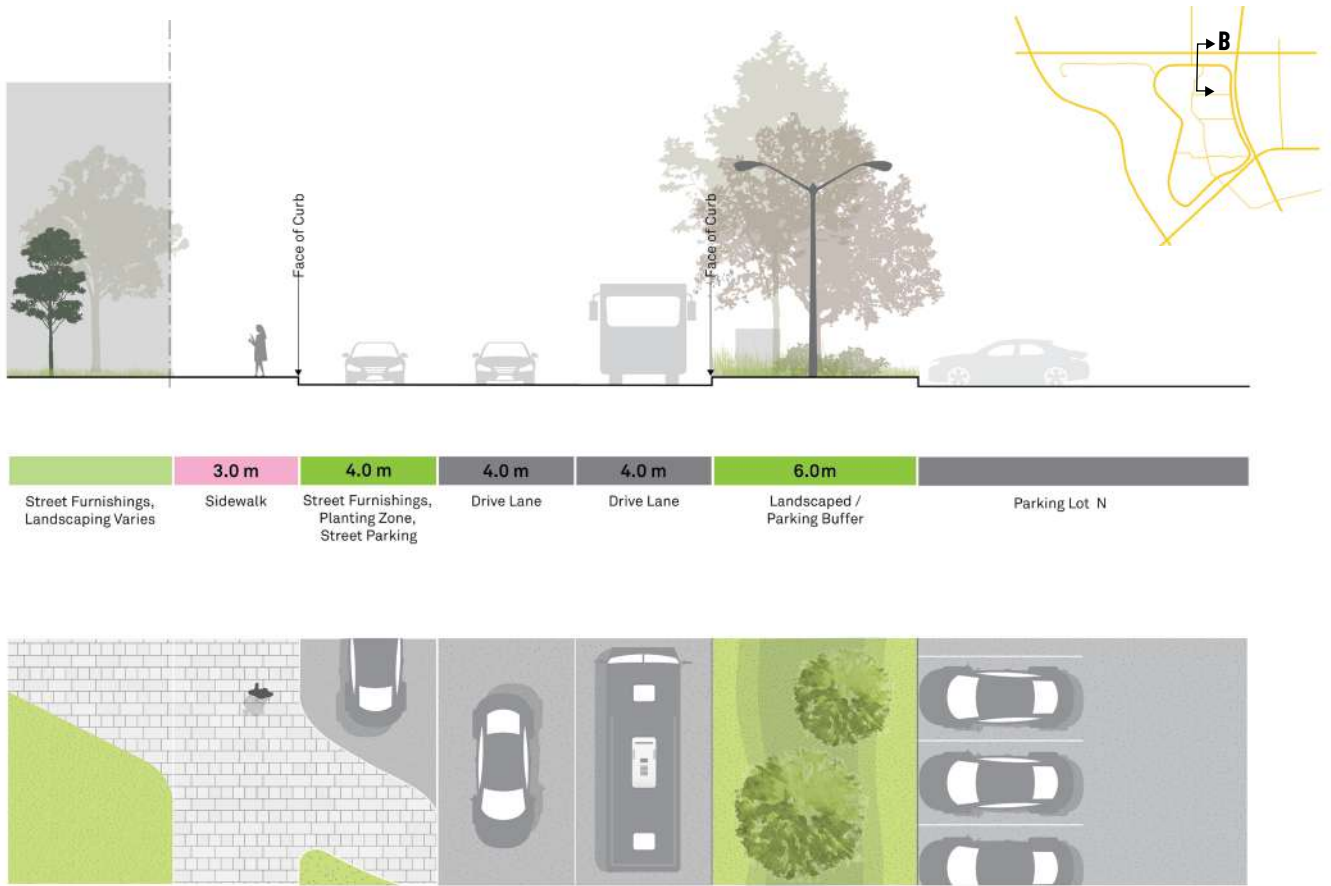 B
Face of Curb
Face of Curb
3.0 m
4.0 m
4.0 m
4.0 m
6.0m
Street Furnishings,
Landscaping Varies
Sidewalk
Street Furnishings,
Planting Zone,
Street Parking
Drive Lane
Drive Lane
Landscaped /
Parking Buffer
Parking Lot N